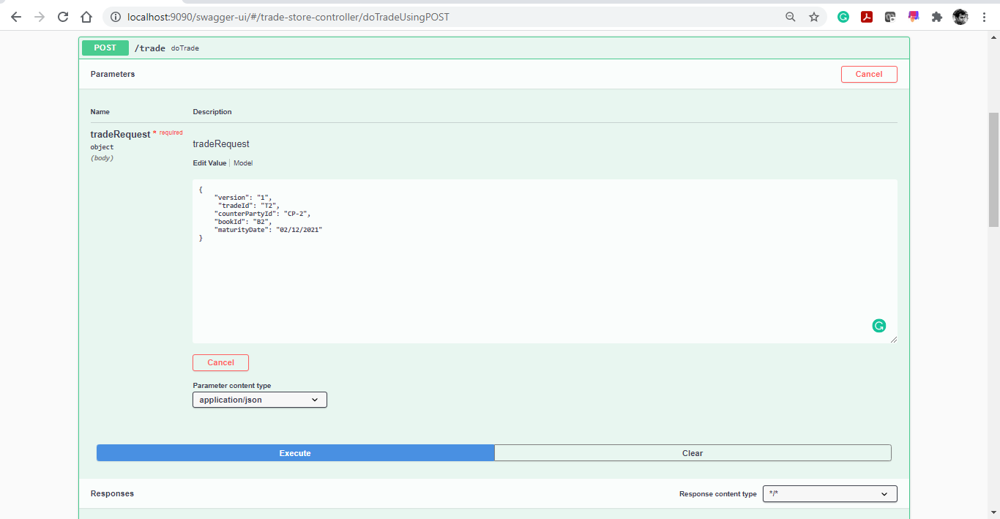 localhost:9090/swagger-ui/#/trade-store-controller/doTradeUsingPOST
POST /trade doTrade
Parameters Cancel
Name Description
tradeRequest * required
object
(body)
tradeRequest
Edit Value | Model
{
    "version": "1",
     "tradeId": "T2",
    "counterPartyId": "CP-2",
    "bookId": "B2",
    "maturityDate": "02/12/2021"
}
Cancel
Parameter content type
application/json
Execute Clear
Responses Response content type */*